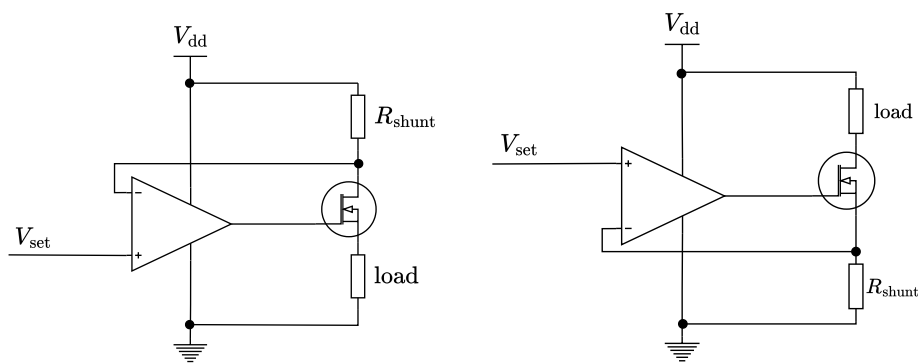 V_dd
R_shunt
−
V_set
+
load
V_dd
load
V_set
+
−
R_shunt